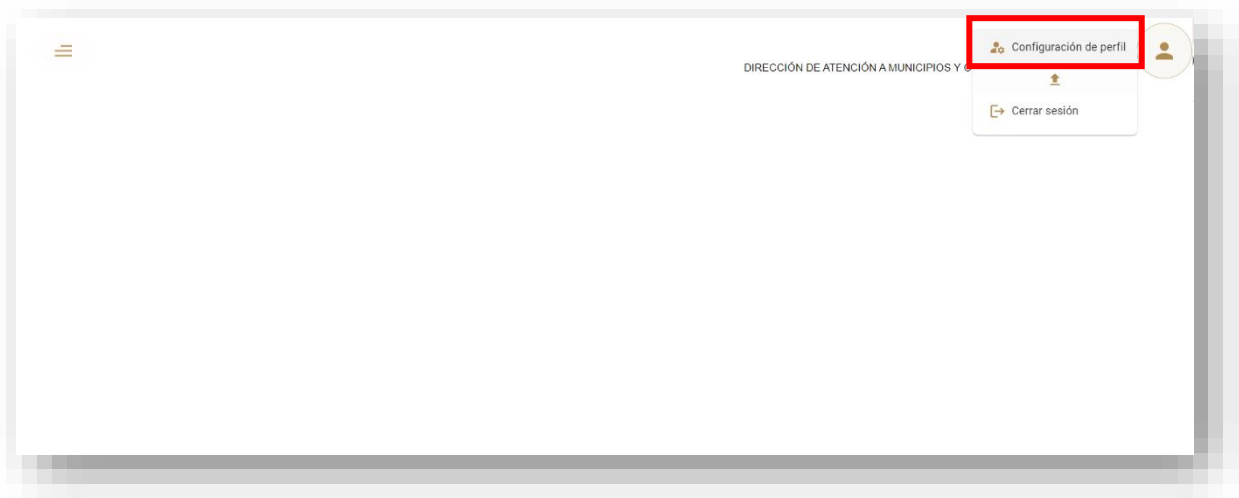 Configuración de perfil
DIRECCIÓN DE ATENCIÓN A MUNICIPIOS Y
Cerrar sesión